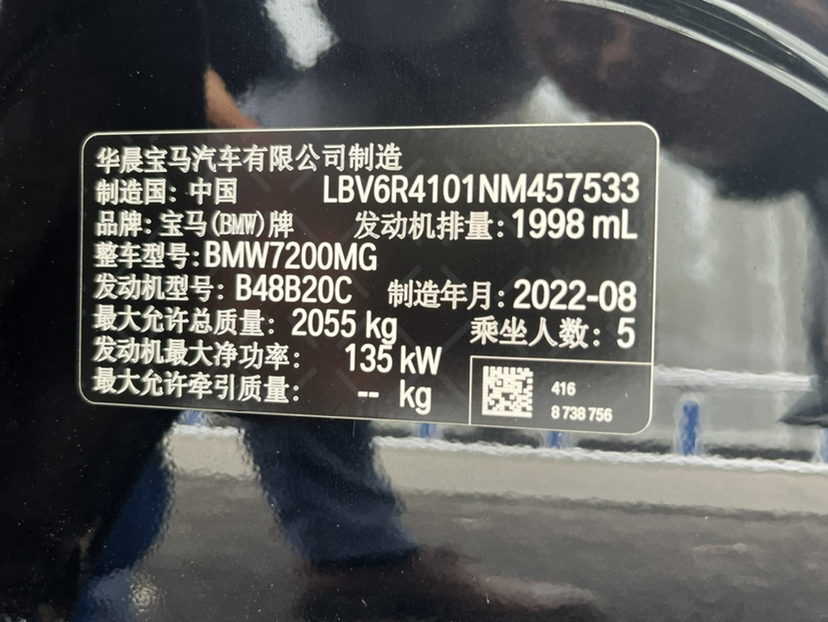 华晨宝马汽车有限公司制造
制造国: 中国 LBV6R4101NM457533
品牌: 宝马(BMW)牌 发动机排量: 1998 mL
整车型号: BMW7200MG
发动机型号: B48B20C 制造年月: 2022-08
最大允许总质量: 2055 kg 乘坐人数: 5
发动机最大净功率: 135 kW
最大允许牵引质量: -- kg
416
8 738 756